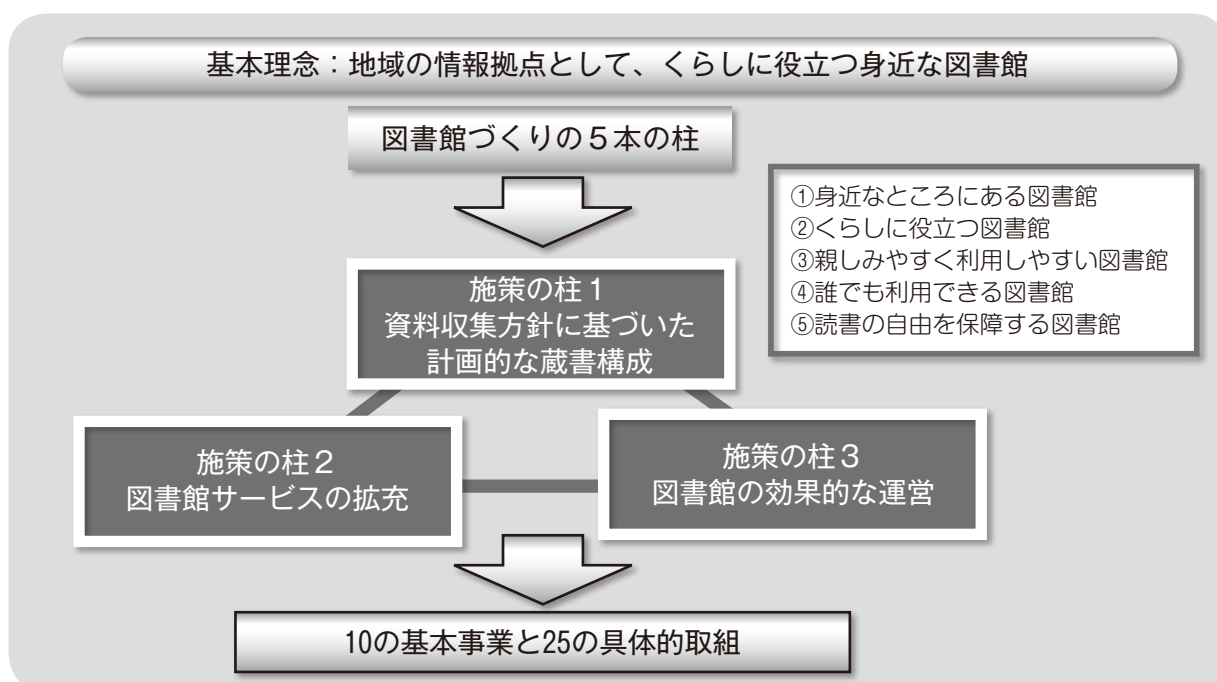 基本理念：地域の情報拠点として、くらしに役立つ身近な図書館
図書館づくりの５本の柱
①身近なところにある図書館
②くらしに役立つ図書館
③親しみやすく利用しやすい図書館
④誰でも利用できる図書館
⑤読書の自由を保障する図書館
施策の柱１
資料収集方針に基づいた
計画的な蔵書構成
施策の柱２
図書館サービスの拡充
施策の柱３
図書館の効果的な運営
10の基本事業と25の具体的取組